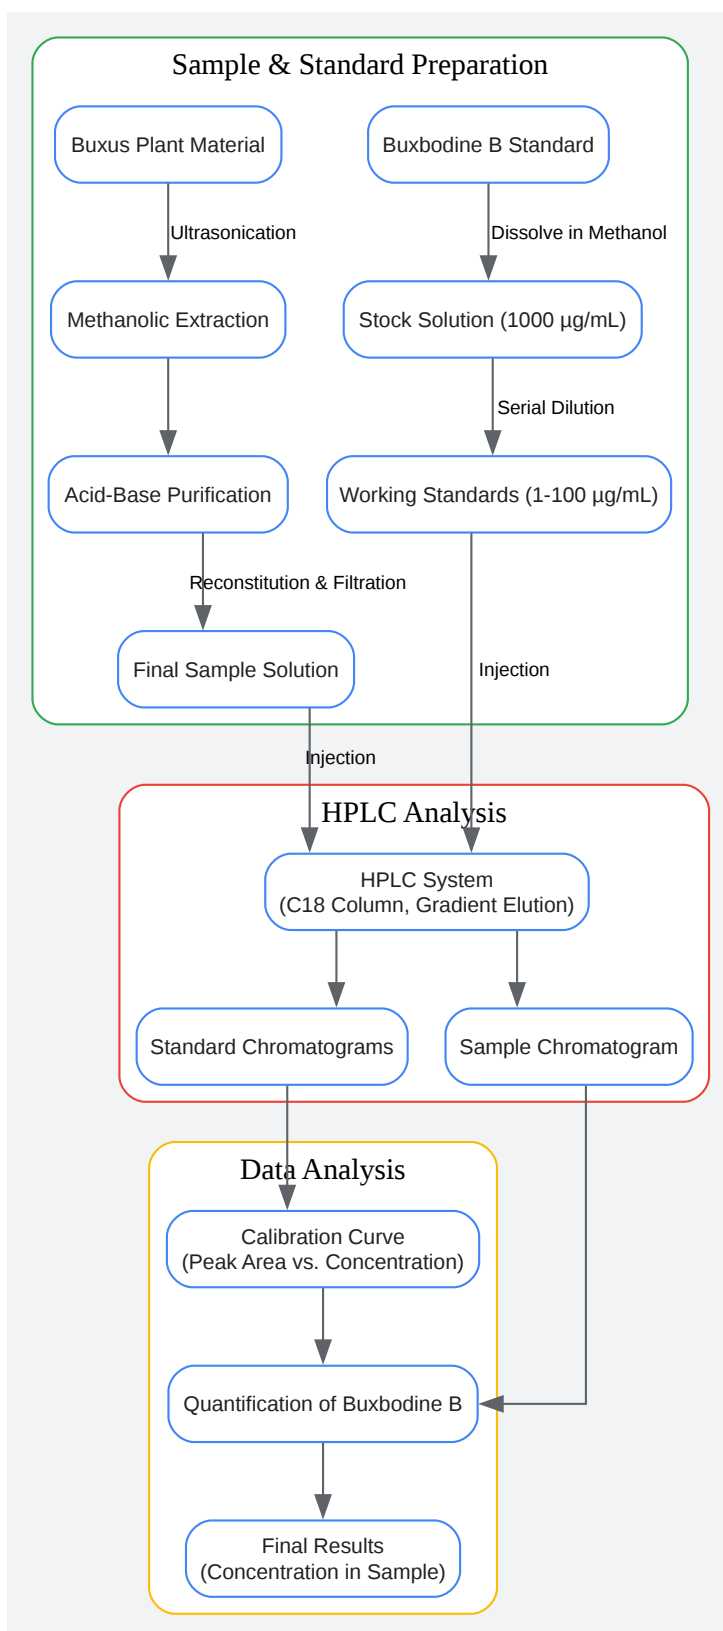 Sample & Standard Preparation
Buxus Plant Material
Buxbodine B Standard
Ultrasonication
Dissolve in Methanol
Methanolic Extraction
Stock Solution (1000 µg/mL)
Serial Dilution
Acid-Base Purification
Working Standards (1-100 µg/mL)
Reconstitution & Filtration
Final Sample Solution
Injection
Injection
HPLC Analysis
HPLC System
(C18 Column, Gradient Elution)
Standard Chromatograms
Sample Chromatogram
Data Analysis
Calibration Curve
(Peak Area vs. Concentration)
Quantification of Buxbodine B
Final Results
(Concentration in Sample)